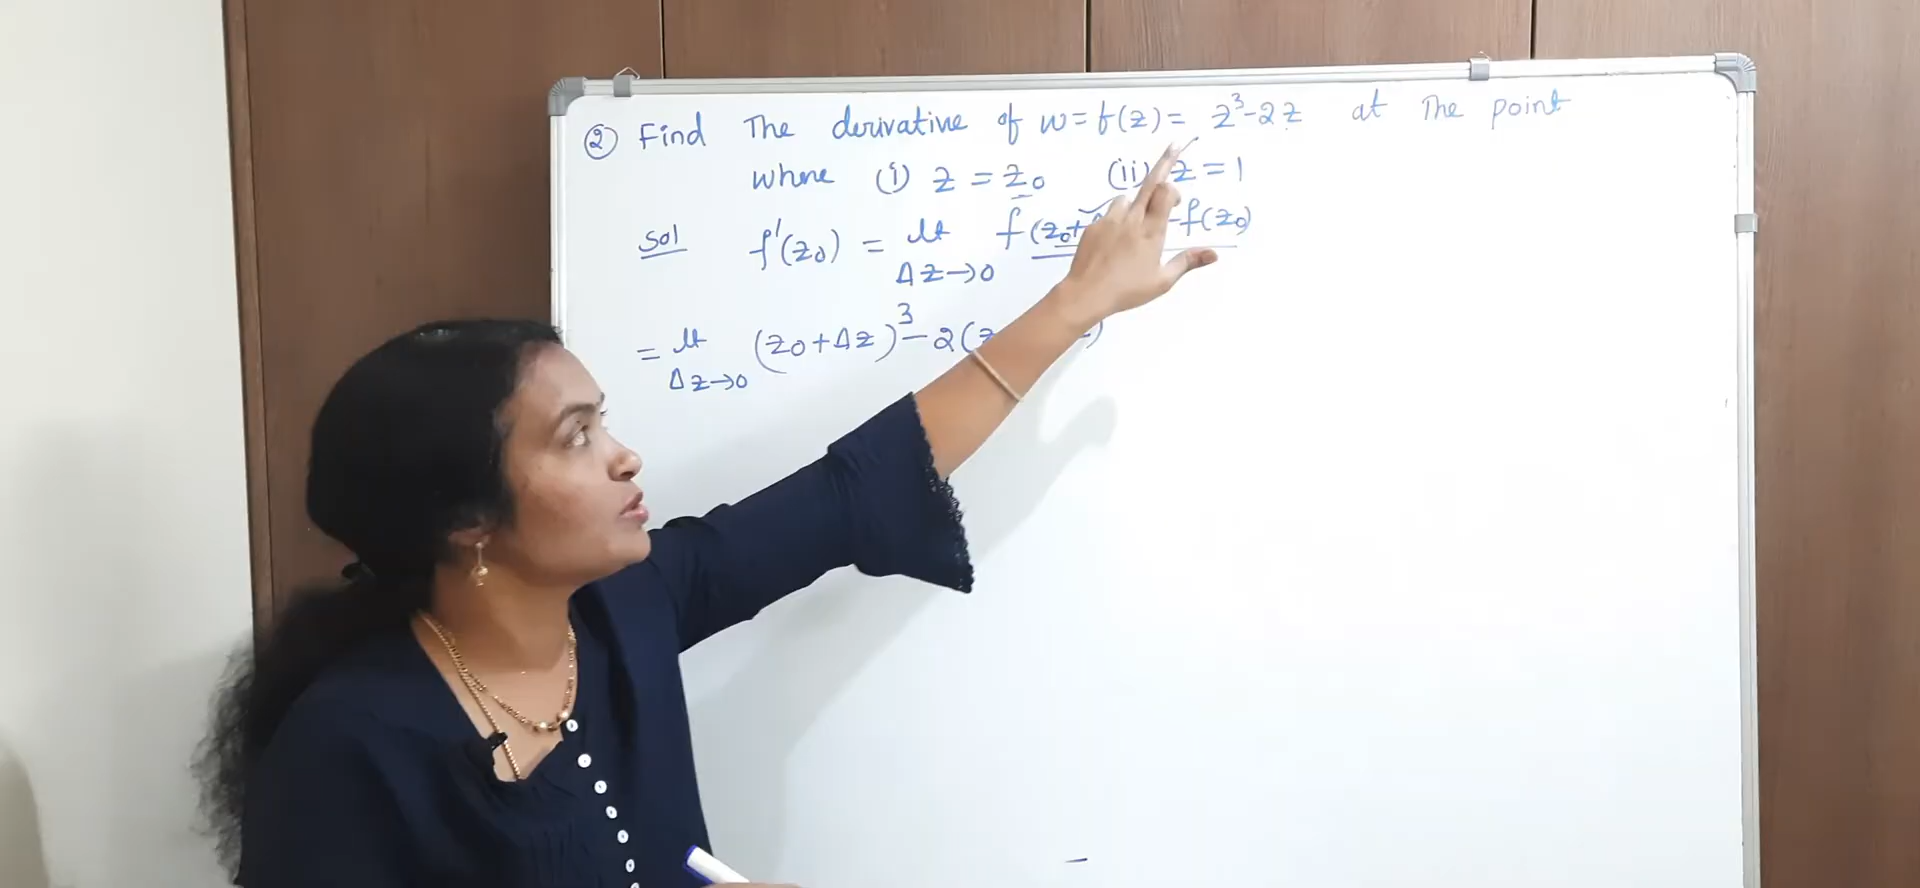 ② Find The derivative of w = f(z) = z³-2z at The point
where (i) z = z₀ (ii) z = 1
Sol f'(z₀) = lt Δz→0 f(z₀+ -f(z₀)
= lt Δz→0 (z₀+Δz)³-2(z )